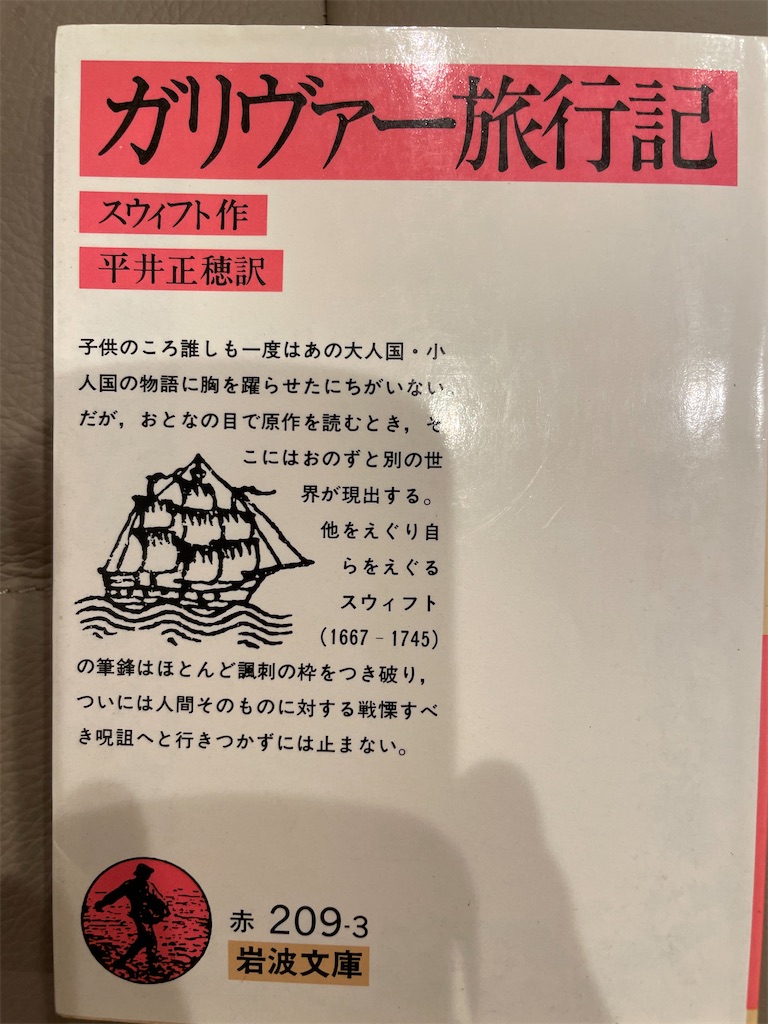 ガリヴァー旅行記
スウィフト作
平井正穂訳
子供のころ誰しも一度はあの大人国・小
人国の物語に胸を躍らせたにちがいない。
だが，おとなの目で原作を読むとき，そ
こにはおのずと別の世
界が現出する。
他をえぐり自
らをえぐる
スウィフト
(1667‐1745)
の筆鋒はほとんど諷刺の枠をつき破り，
ついには人間そのものに対する戦慄すべ
き呪詛へと行きつかずには止まない。
赤 209-3
岩波文庫